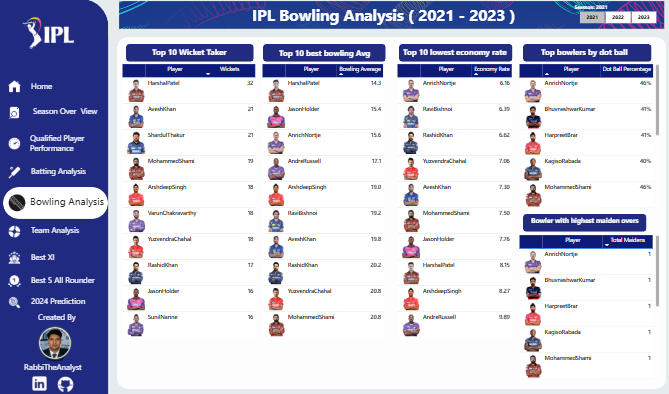 IPL
Home
Season Over View
Qualified Player
Performance
Batting Analysis
Bowling Analysis
Team Analysis
Best XI
Best 5 All Rounder
2024 Prediction
Created By
RabbiTheAnalyst
IPL Bowling Analysis ( 2021 - 2023 )
Season: 2021
2021 2022 2023
Top 10 Wicket Taker
Player Wickets
HarshalPatel 32
AveshKhan 21
ShardulThakur 21
MohammedShami 19
ArshdeepSingh 18
VarunChakravarthy 18
YuzvendraChahal 18
RashidKhan 17
JasonHolder 16
SunilNarine 16
Top 10 best bowling Avg
Player Bowling Average
HarshalPatel 14.3
JasonHolder 15.4
AnrichNortje 15.6
AndreRussell 17.1
ArshdeepSingh 19.0
RaviBishnoi 19.2
AveshKhan 19.8
RashidKhan 20.2
YuzvendraChahal 20.8
MohammedShami 20.8
Top 10 lowest economy rate
Player Economy Rate
AnrichNortje 6.16
RaviBishnoi 6.39
RashidKhan 6.62
YuzvendraChahal 7.06
AveshKhan 7.30
MohammedShami 7.50
JasonHolder 7.76
HarshalPatel 8.15
ArshdeepSingh 8.27
AndreRussell 9.89
Top bowlers by dot ball
Player Dot Ball Percentage
AnrichNortje 46%
BhuvneshwarKumar 41%
HarpreetBrar 41%
KagisoRabada 40%
MohammedShami 46%
Bowler with highest maiden overs
Player Total Maidens
AnrichNortje 1
BhuvneshwarKumar 1
HarpreetBrar 1
KagisoRabada 1
MohammedShami 1